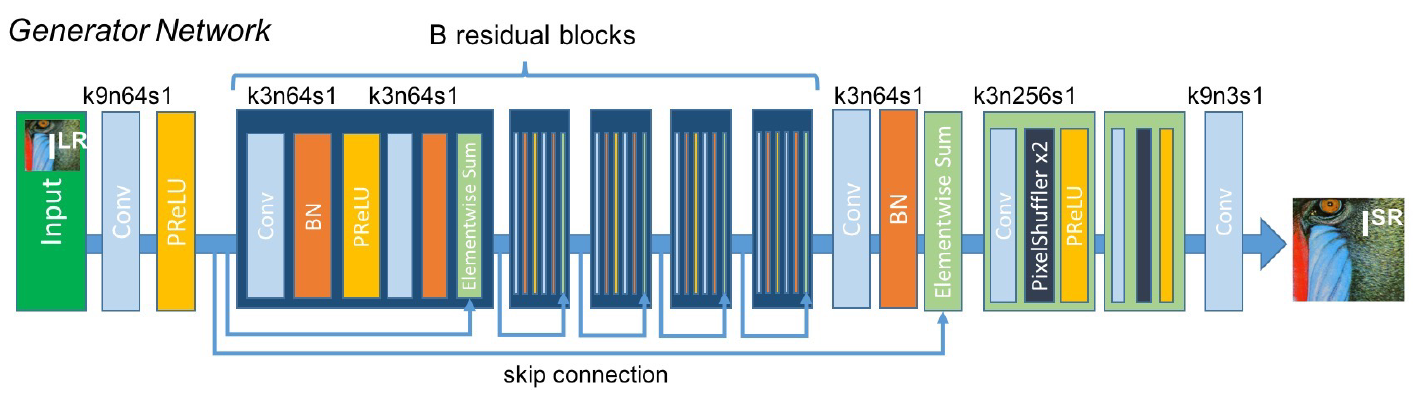 Generator Network
B residual blocks
k9n64s1
k3n64s1
k3n64s1
k3n64s1
k3n256s1
k9n3s1
I^LR
Input
Conv
PReLU
Conv
BN
PReLU
Elementwise Sum
Conv
BN
Elementwise Sum
Conv
PixelShuffler x2
PReLU
Conv
I^SR
skip connection